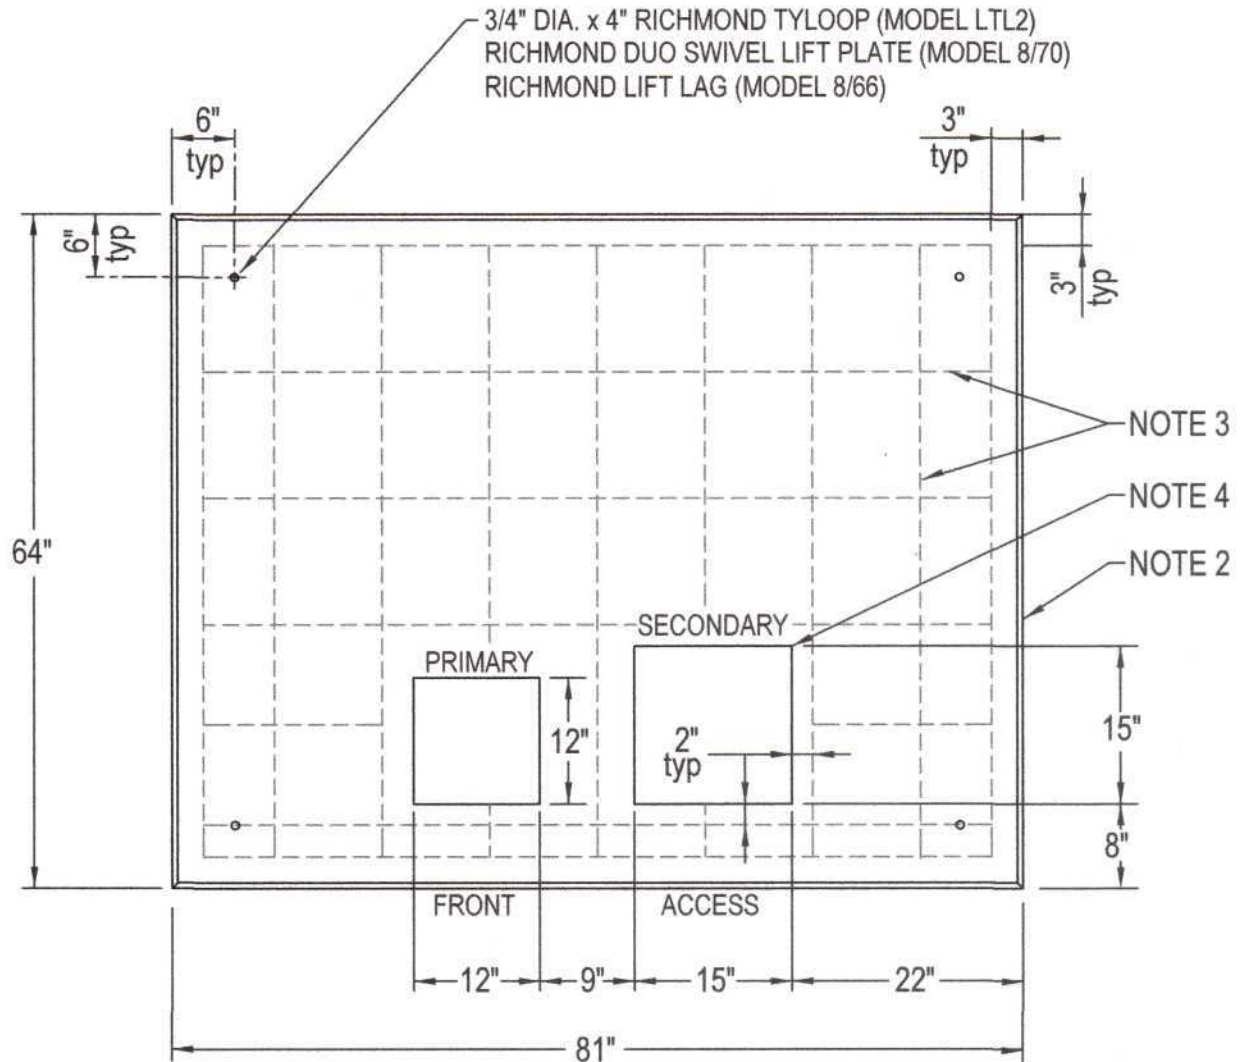 3/4" DIA. x 4" RICHMOND TYLOOP (MODEL LTL2)
RICHMOND DUO SWIVEL LIFT PLATE (MODEL 8/70)
RICHMOND LIFT LAG (MODEL 8/66)
6"
typ
3"
typ
6"
typ
3"
typ
NOTE 3
NOTE 4
64"
NOTE 2
SECONDARY
PRIMARY
12"
2"
typ
15"
8"
FRONT
ACCESS
12"
9"
15"
22"
81"